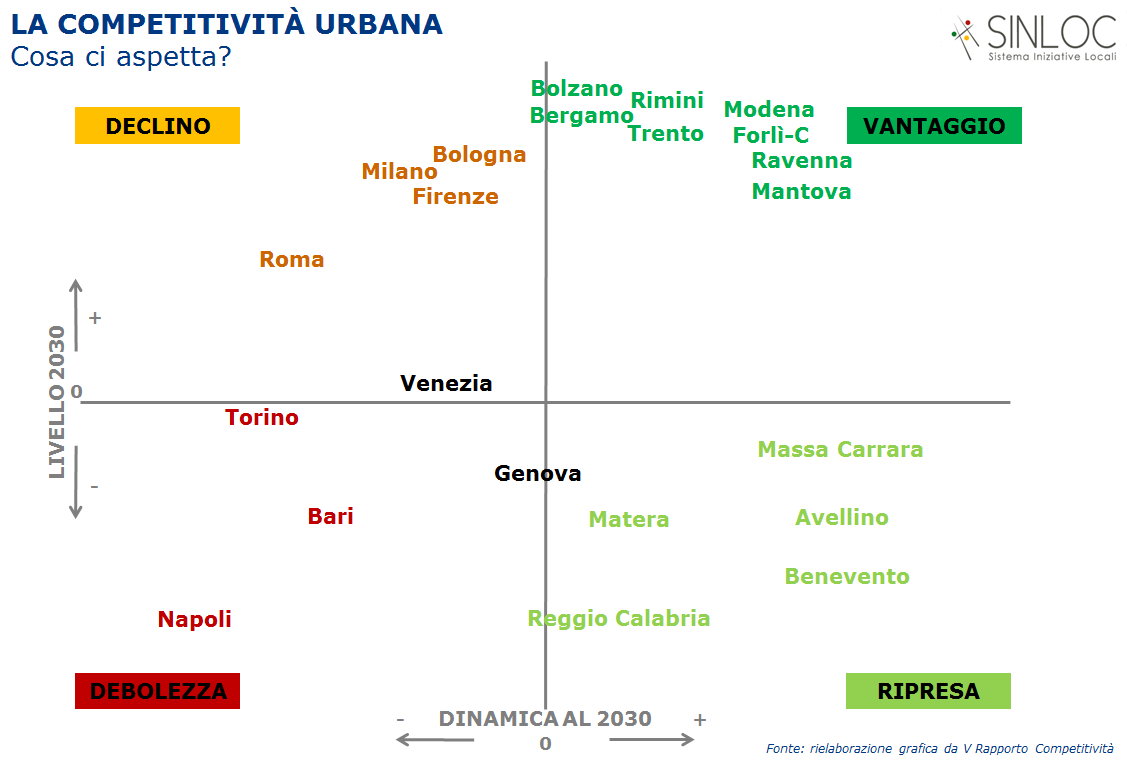 LA COMPETITIVITÀ URBANA
Cosa ci aspetta?
SINLOC
Sistema Iniziative Locali
DECLINO
VANTAGGIO
Bolzano
Bergamo
Rimini
Trento
Modena
Forlì-C
Ravenna
Mantova
Bologna
Milano
Firenze
Roma
+
LIVELLO 2030
0
-
Venezia
Torino
Genova
Massa Carrara
Bari
Matera
Avellino
Benevento
Napoli
Reggio Calabria
DEBOLEZZA
RIPRESA
- DINAMICA AL 2030 +
0
Fonte: rielaborazione grafica da V Rapporto Competitività